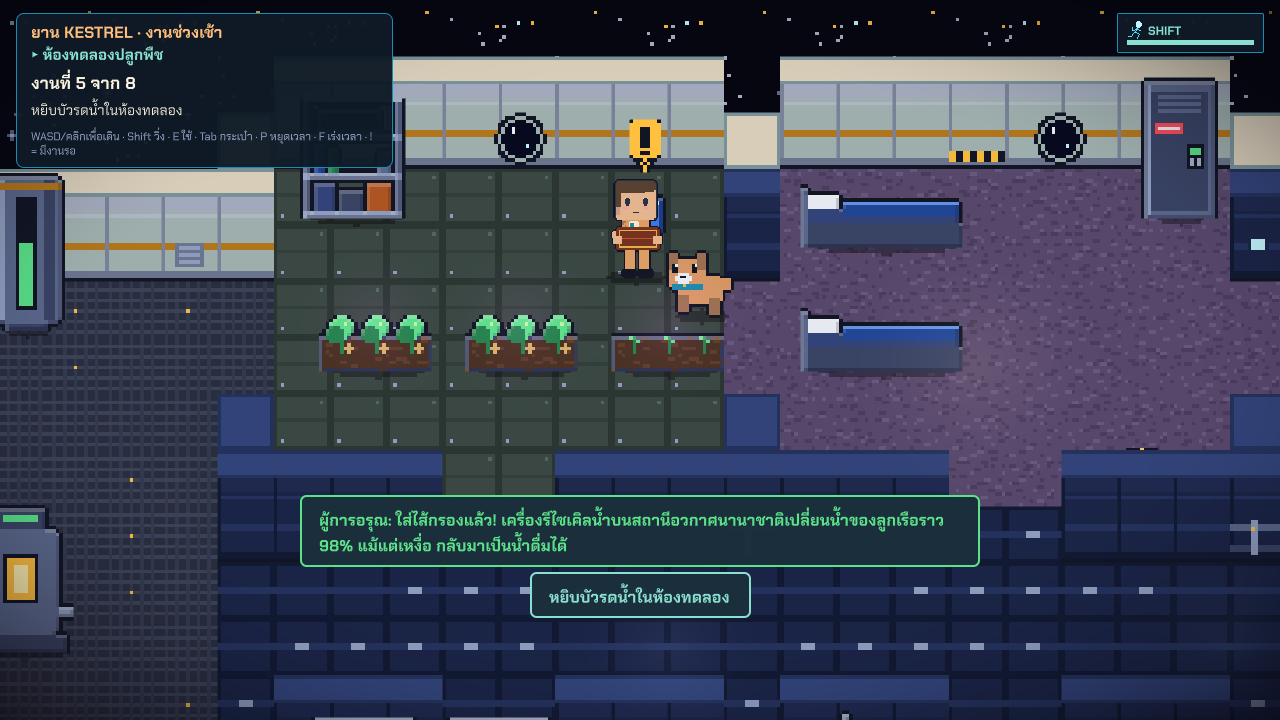 ยาน KESTREL · งานช่วงเช้า
▸ ห้องทดลองปลูกพืช
งานที่ 5 จาก 8
หยิบบัวรดน้ำในห้องทดลอง
WASD/คลิกเพื่อเดิน · Shift วิ่ง · E ใช้ · Tab กระเป๋า · P หยุดเวลา · F เร่งเวลา · !
= มีงานรอ
SHIFT
ผู้การอรุณ: ใส่ไส้กรองแล้ว! เครื่องรีไซเคิลน้ำบนสถานีอวกาศนานาชาติเปลี่ยนน้ำของลูกเรือราว
98% แม้แต่เหงื่อ กลับมาเป็นน้ำดื่มได้
หยิบบัวรดน้ำในห้องทดลอง